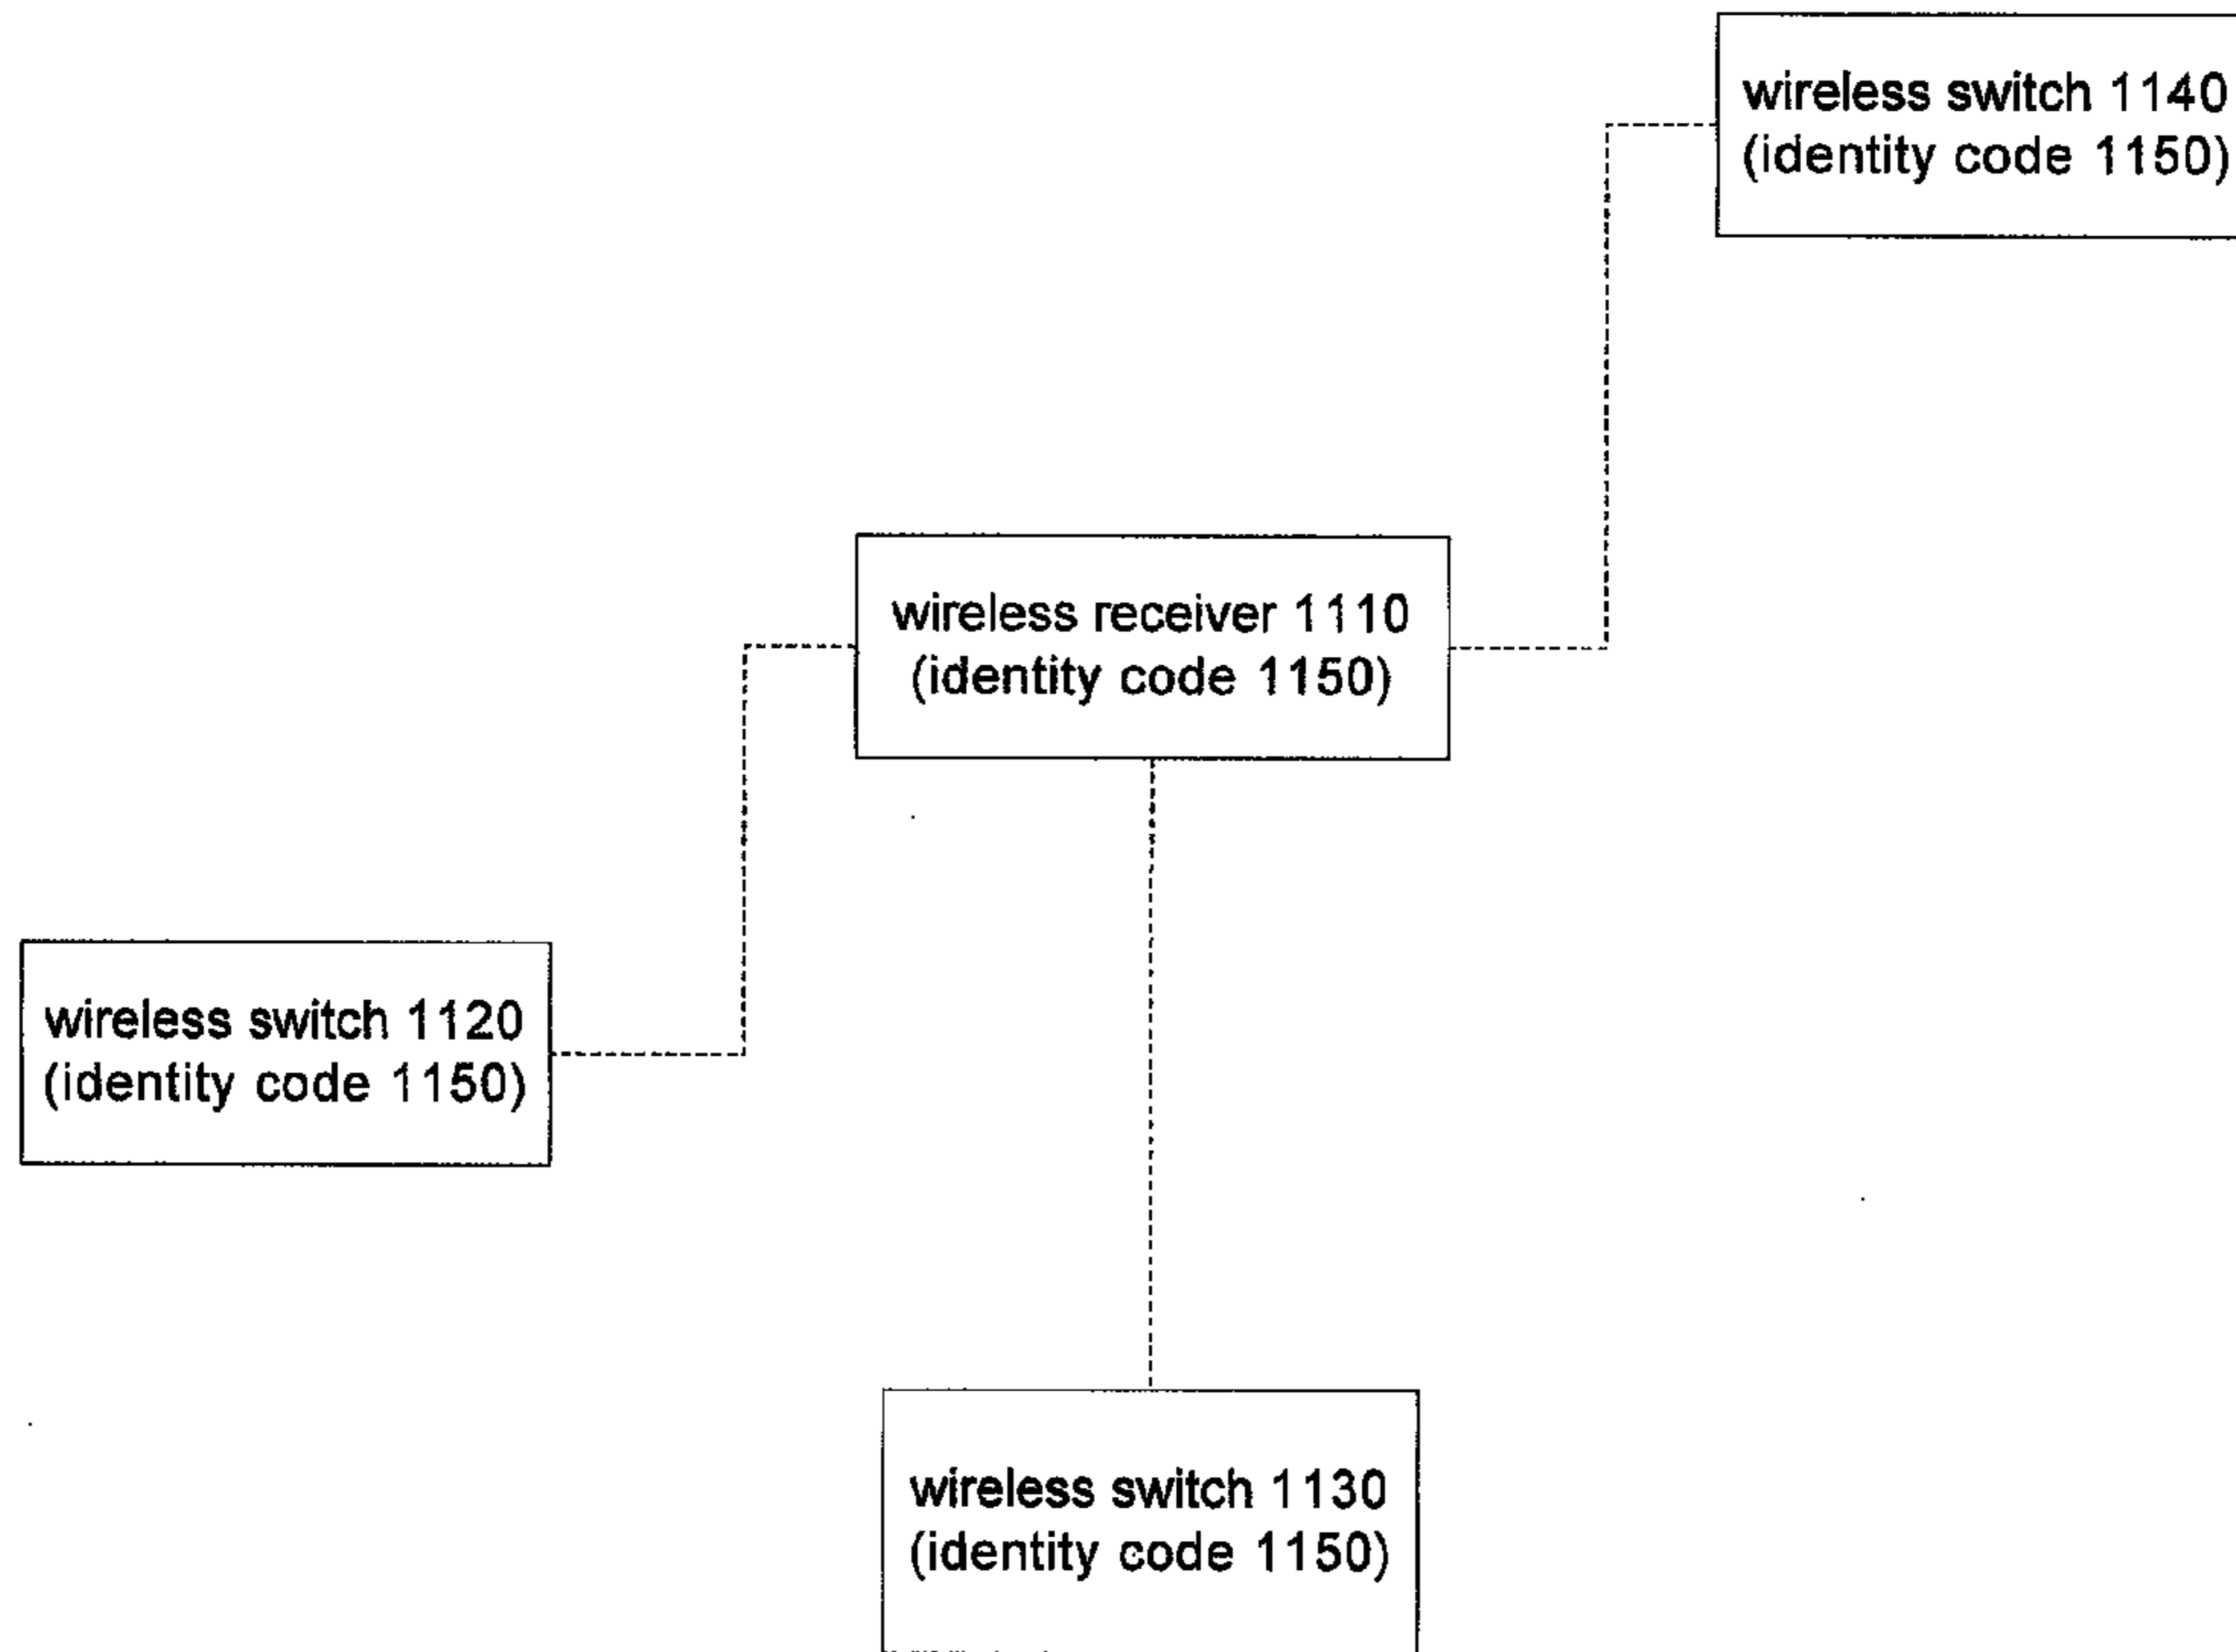 wireless switch 1140
(identity code 1150)
wireless receiver 1110
(identity code 1150)
wireless switch 1120
(identity code 1150)
wireless switch 1130
(identity code 1150)